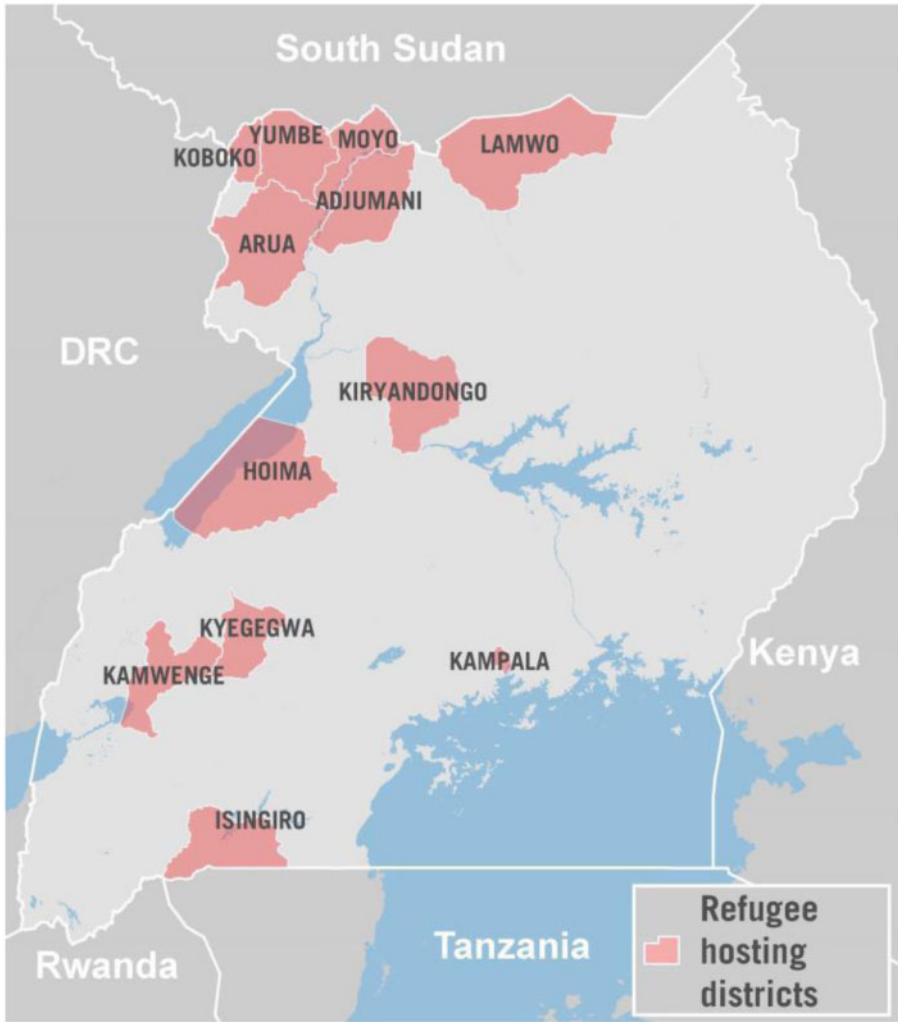 South Sudan
YUMBE
MOYO
KOBOKO
LAMWO
ADJUMANI
ARUA
DRC
KIRYANDONGO
HOIMA
KYEGEGWA
KAMWENGE
KAMPALA
Kenya
ISINGIRO
Rwanda
Tanzania
Refugee
hosting
districts